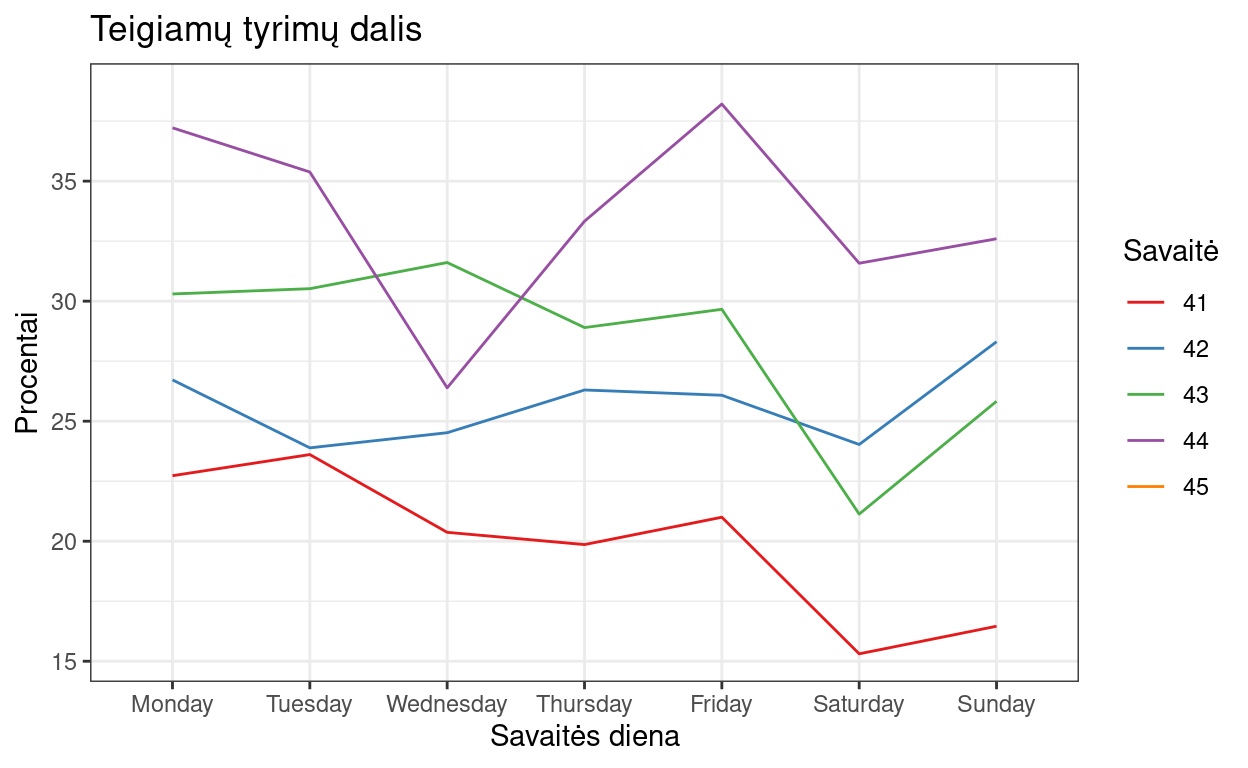 Teigiamų tyrimų dalis
Procentai
35
30
25
20
15
Monday
Tuesday
Wednesday
Thursday
Friday
Saturday
Sunday
Savaitės diena
Savaitė
41
42
43
44
45